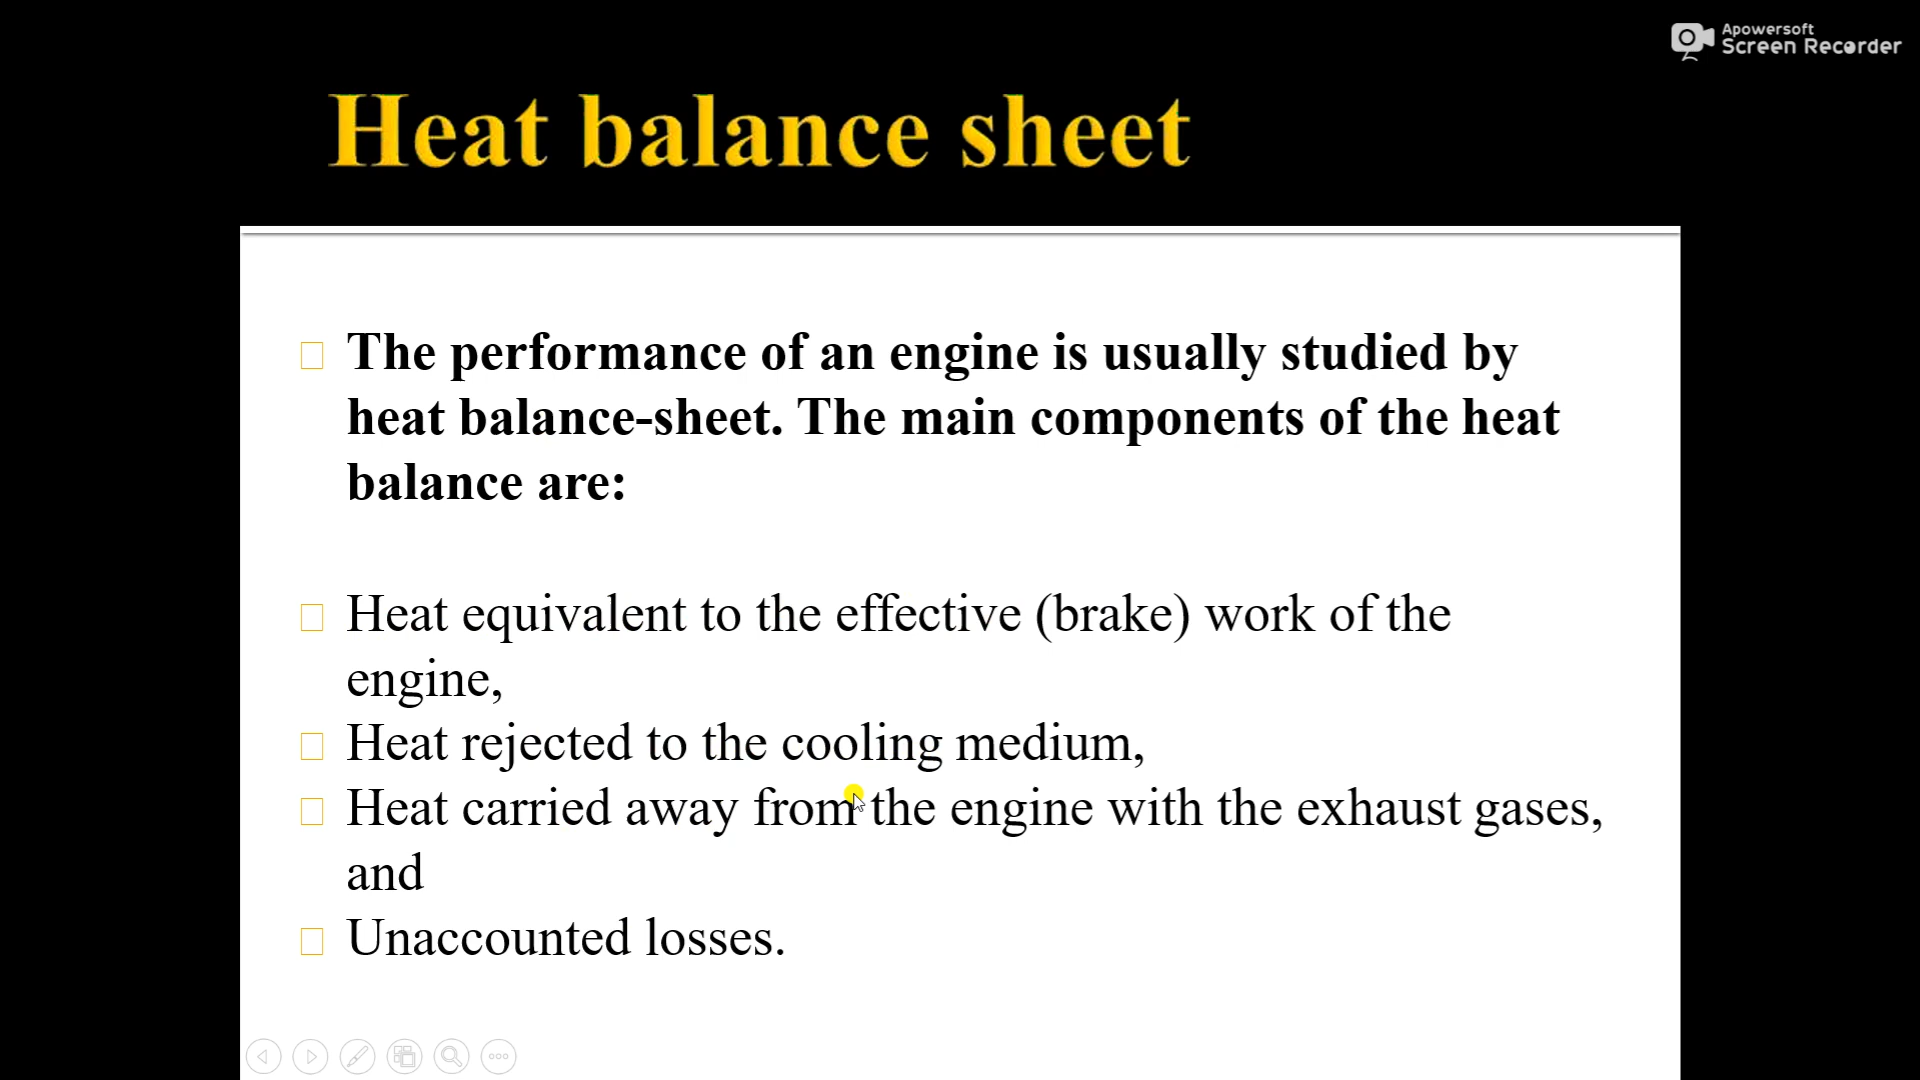 Apowersoft
Screen Recorder
Heat balance sheet
The performance of an engine is usually studied by
heat balance-sheet. The main components of the heat
balance are:
Heat equivalent to the effective (brake) work of the
engine,
Heat rejected to the cooling medium,
Heat carried away from the engine with the exhaust gases,
and
Unaccounted losses.